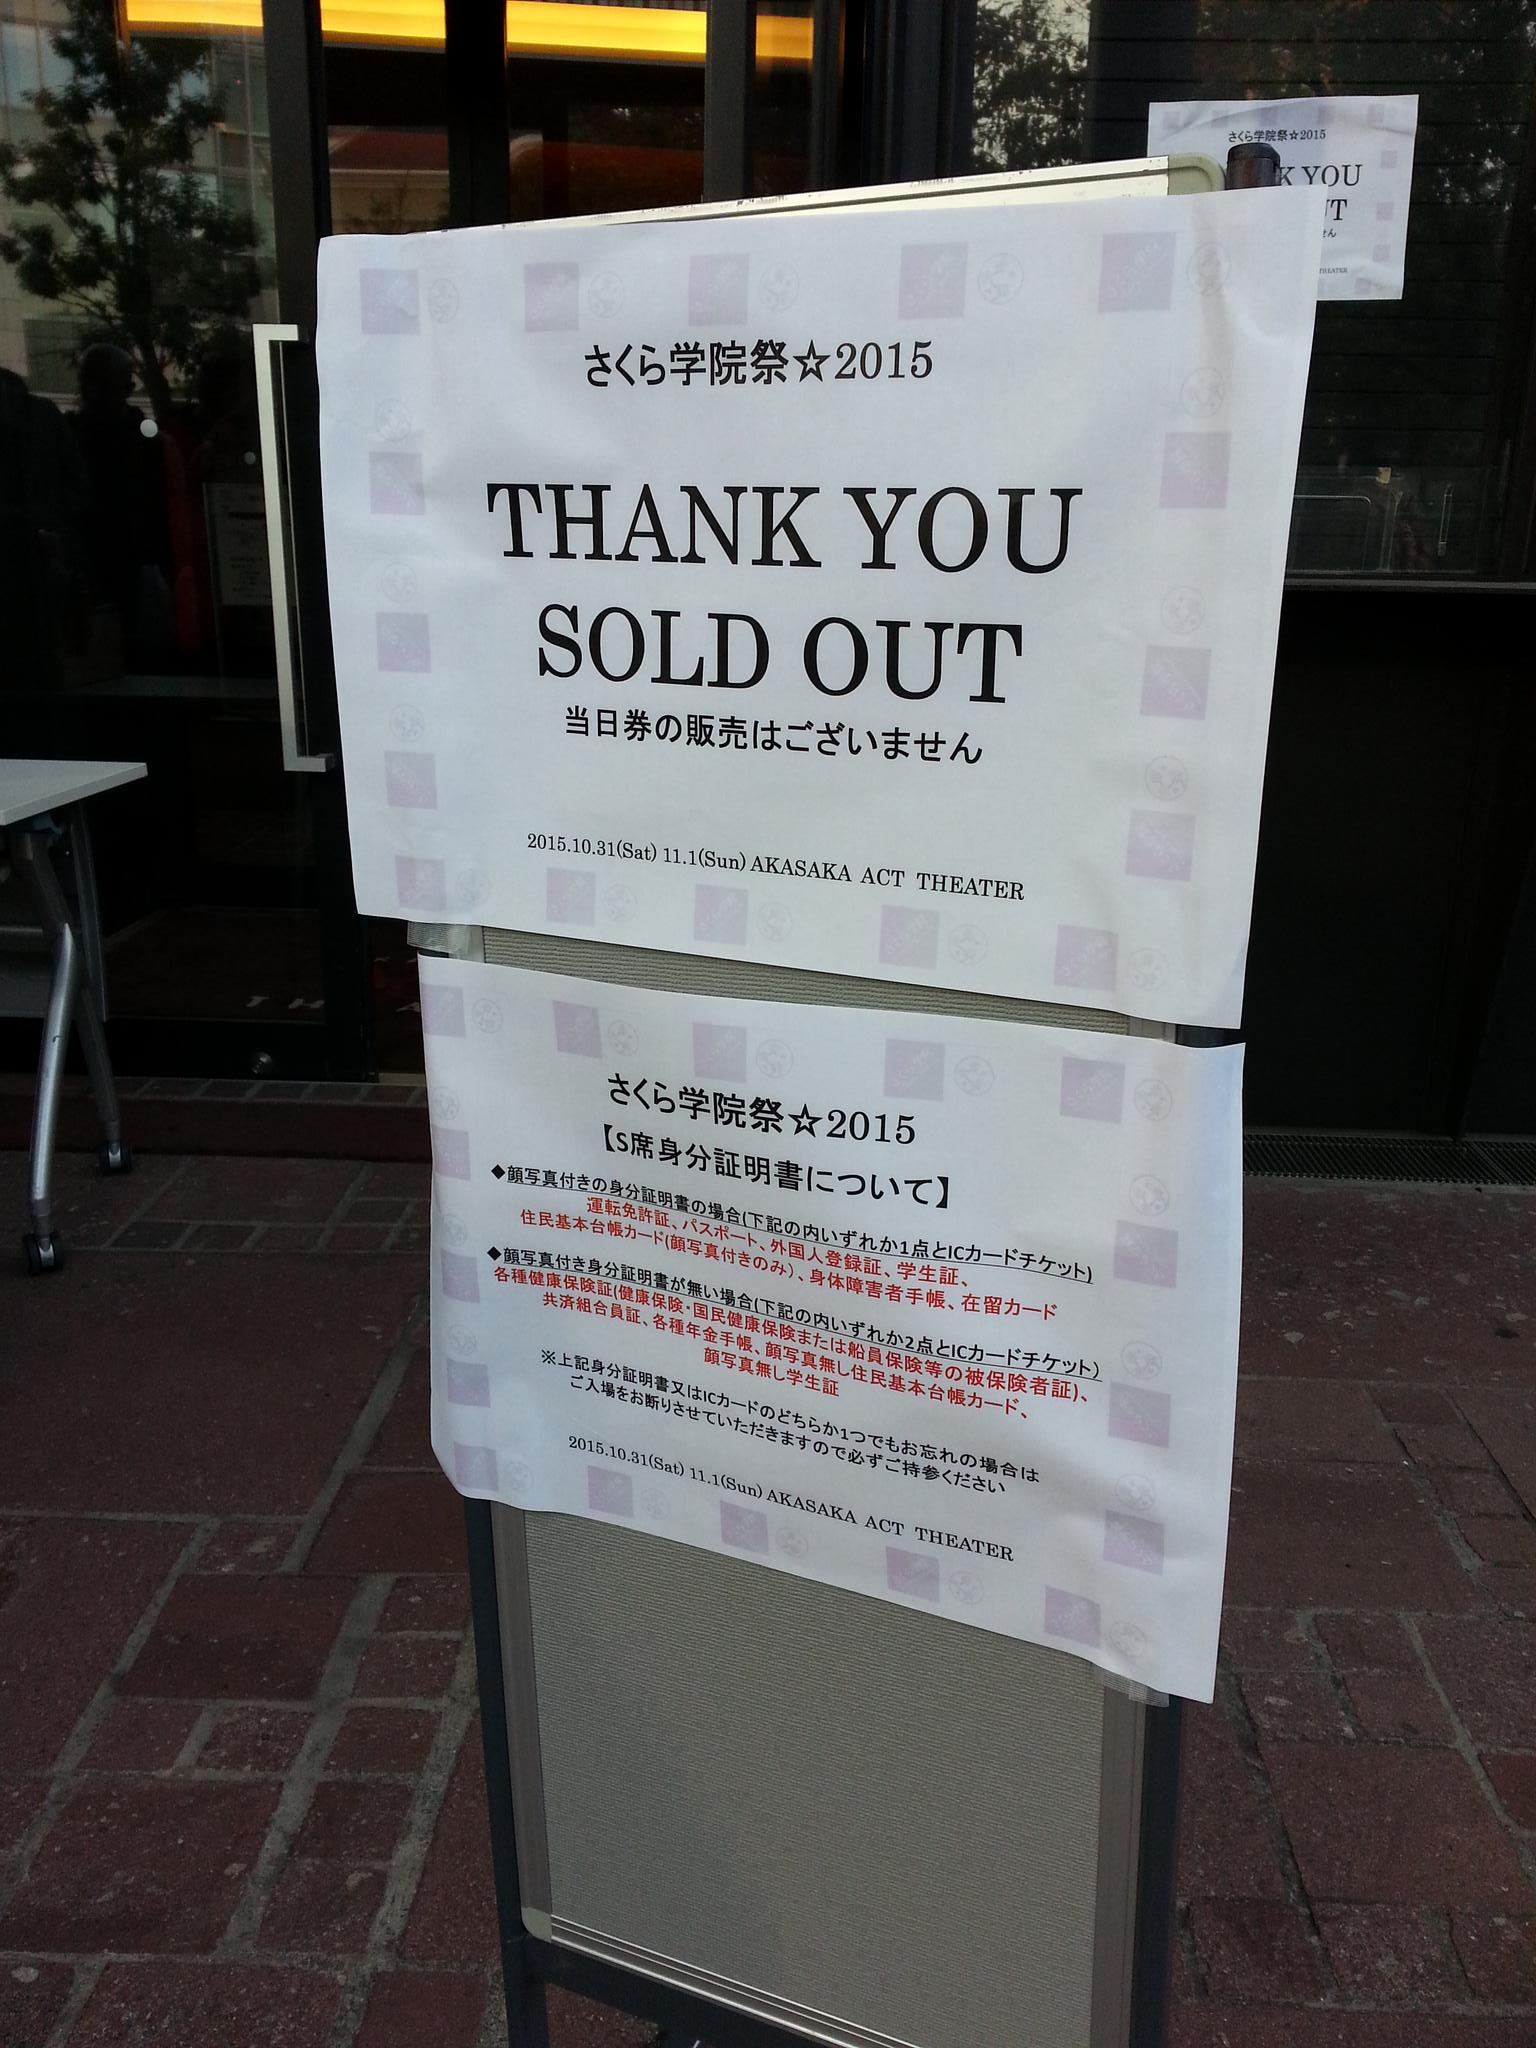 さくら学院祭☆2015
K YOU
UT
せん
THEATER
さくら学院祭☆2015
THANK YOU
SOLD OUT
当日券の販売はございません
2015.10.31(Sat) 11.1(Sun) AKASAKA ACT THEATER
さくら学院祭☆2015
【S席身分証明書について】
◆顔写真付きの身分証明書の場合(下記の内いずれか1点とICカードチケット)
運転免許証、パスポート、外国人登録証、学生証、
住民基本台帳カード(顔写真付きのみ)、身体障害者手帳、在留カード
◆顔写真付き身分証明書が無い場合(下記の内いずれか2点とICカードチケット)
各種健康保険証(健康保険・国民健康保険または船員保険等の被保険者証)、
共済組合員証、各種年金手帳、顔写真無し住民基本台帳カード、
顔写真無し学生証
※上記身分証明書又はICカードのどちらか1つでもお忘れの場合は
ご入場をお断りさせていただきますので必ずご持参ください
2015.10.31(Sat) 11.1(Sun) AKASAKA ACT THEATER